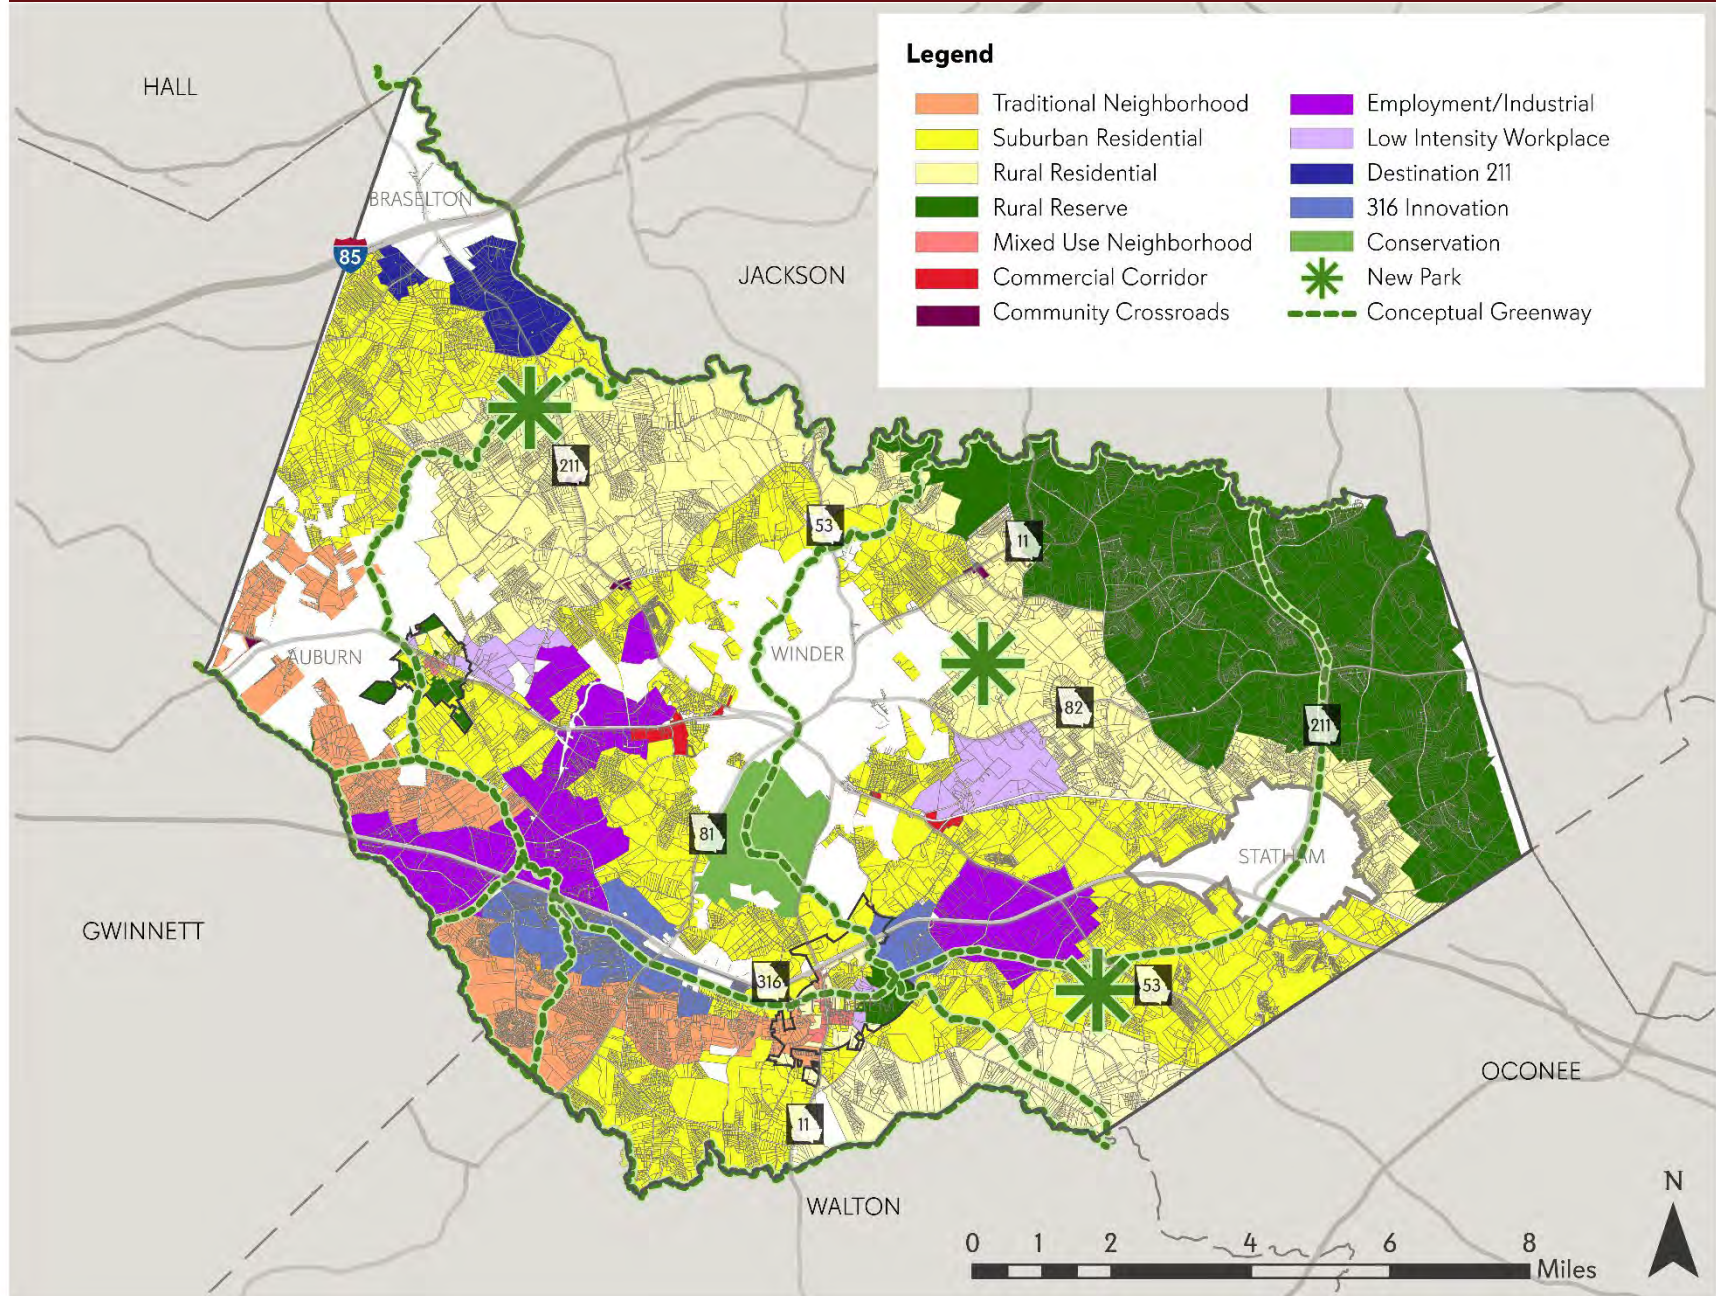 Legend
Traditional Neighborhood
Suburban Residential
Rural Residential
Rural Reserve
Mixed Use Neighborhood
Commercial Corridor
Community Crossroads
Employment/Industrial
Low Intensity Workplace
Destination 211
316 Innovation
Conservation
New Park
Conceptual Greenway
HALL
BRASELTON
85
JACKSON
211
53
11
AUBURN
WINDER
82
211
81
STATHAM
GWINNETT
316
53
11
OCONEE
WALTON
N
0 1 2 4 6 8
Miles